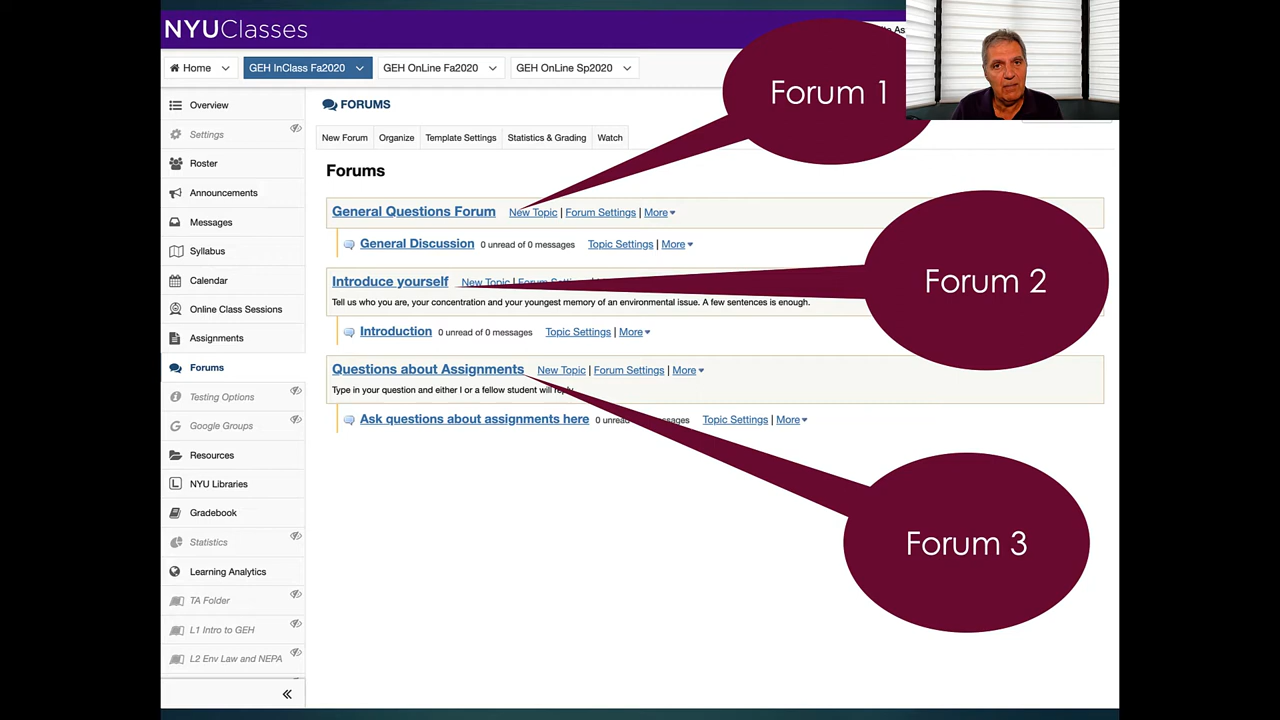 NYUClasses
Home
GEH InClass Fa2020
GEH OnLine Fa2020
GEH OnLine Sp2020
Forum 1
Overview
Settings
Roster
Announcements
Messages
Syllabus
Calendar
Online Class Sessions
Assignments
Forums
Testing Options
Google Groups
Resources
NYU Libraries
Gradebook
Statistics
Learning Analytics
TA Folder
L1 Intro to GEH
L2 Env Law and NEPA
FORUMS
New Forum Organize Template Settings Statistics & Grading Watch
Forums
General Questions Forum New Topic | Forum Settings | More
General Discussion 0 unread of 0 messages Topic Settings | More
Introduce yourself New Topic | Forum
Tell us who you are, your concentration and your youngest memory of an environmental issue. A few sentences is enough.
Introduction 0 unread of 0 messages Topic Settings | More
Forum 2
Questions about Assignments New Topic | Forum Settings | More
Type in your question and either I or a fellow student will
Ask questions about assignments here 0 unread Topic Settings | More
Forum 3